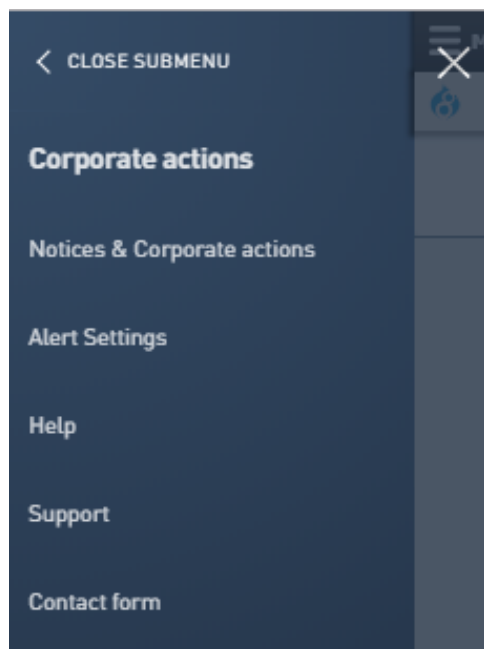 CLOSE SUBMENU
Corporate actions
Notices & Corporate actions
Alert Settings
Help
Support
Contact form